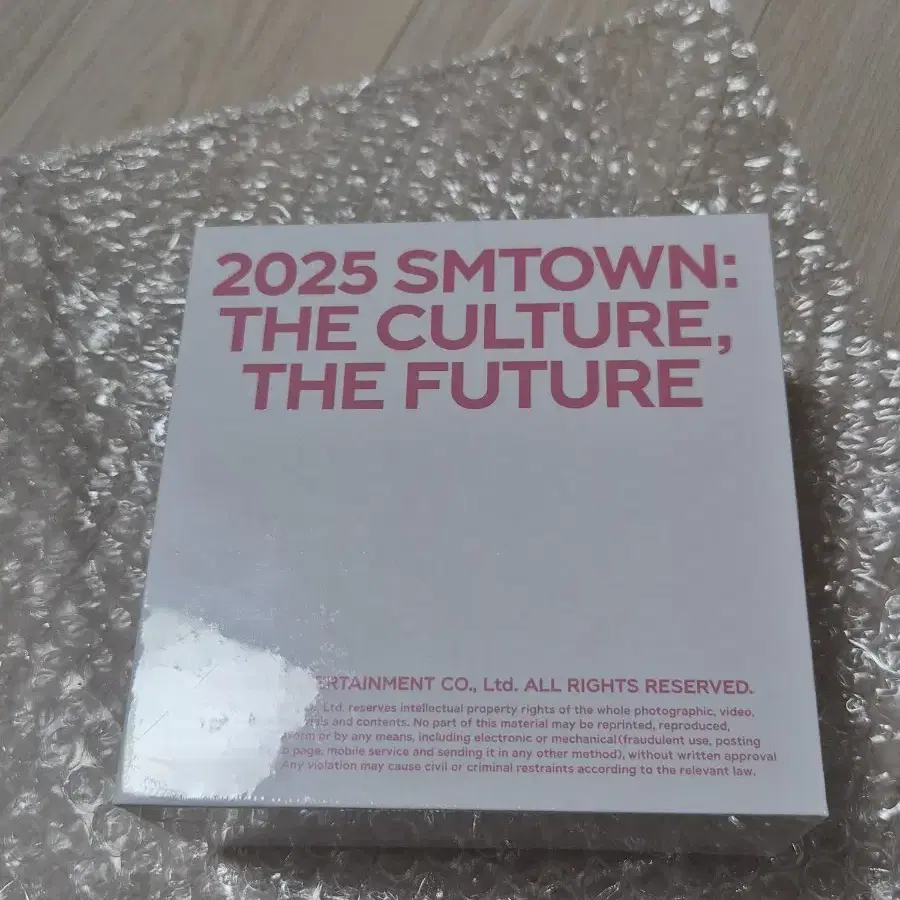 2025 SMTOWN:
THE CULTURE,
THE FUTURE
ERTAINMENT CO., Ltd. ALL RIGHTS RESERVED.
Ltd. reserves intellectual property rights of the whole photographic, video,
and contents. No part of this material may be reprinted, reproduced,
or by any means, including electronic or mechanical(fraudulent use, posting
page, mobile service and sending it in any other method), without written approval
Any violation may cause civil or criminal restraints according to the relevant law.